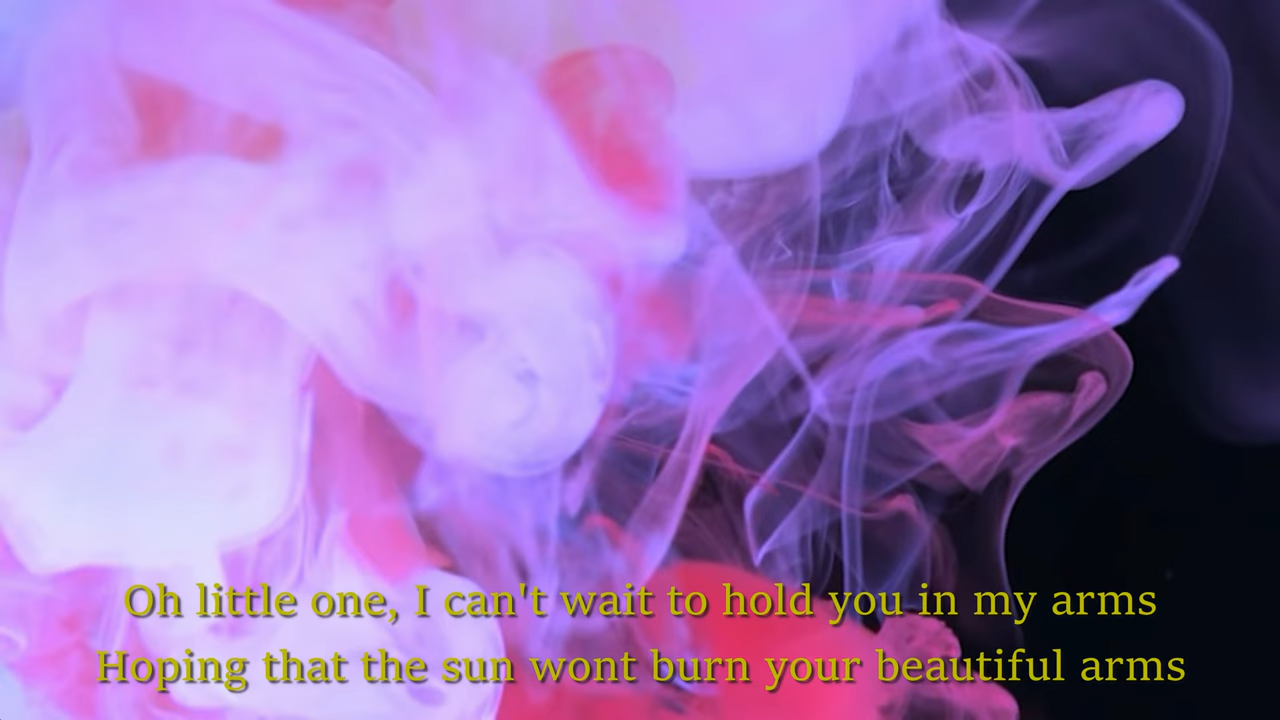 Oh little one, I can't wait to hold you in my arms
Hoping that the sun wont burn your beautiful arms